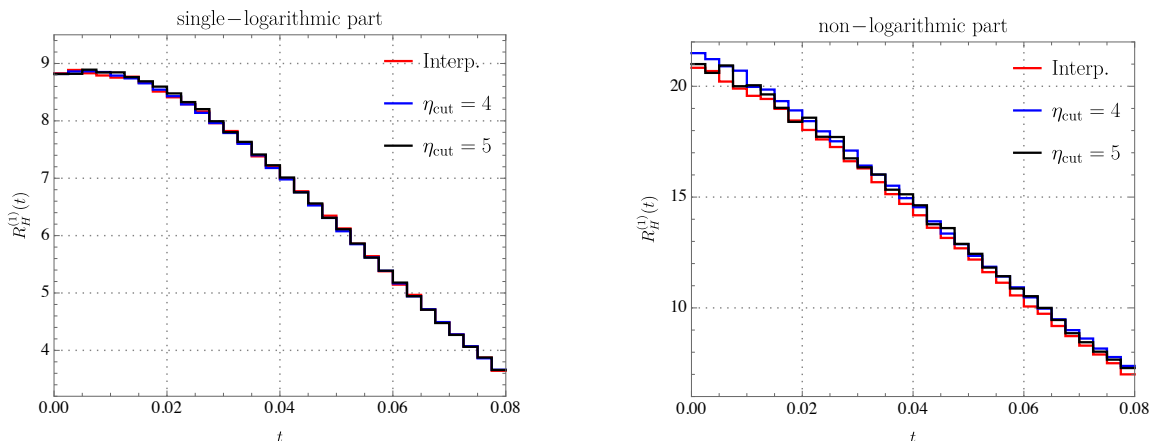 single−logarithmic part
9
8
7
6
5
4
R_H^{(1)}(t)
Interp.
η_cut = 4
η_cut = 5
0.00 0.02 0.04 0.06 0.08
t
non−logarithmic part
20
15
10
R_H^{(1)}(t)
Interp.
η_cut = 4
η_cut = 5
0.00 0.02 0.04 0.06 0.08
t